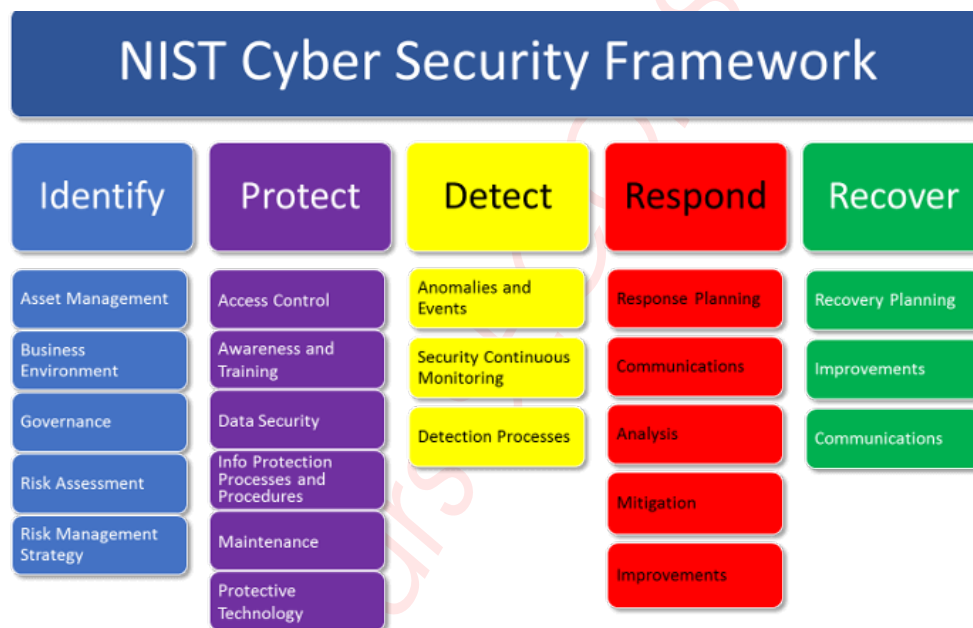 NIST Cyber Security Framework
Identify
Protect
Detect
Respond
Recover
Asset Management
Business
Environment
Governance
Risk Assessment
Risk Management
Strategy
Access Control
Awareness and
Training
Data Security
Info Protection
Processes and
Procedures
Maintenance
Protective
Technology
Anomalies and
Events
Security Continuous
Monitoring
Detection Processes
Response Planning
Communications
Analysis
Mitigation
Improvements
Recovery Planning
Improvements
Communications